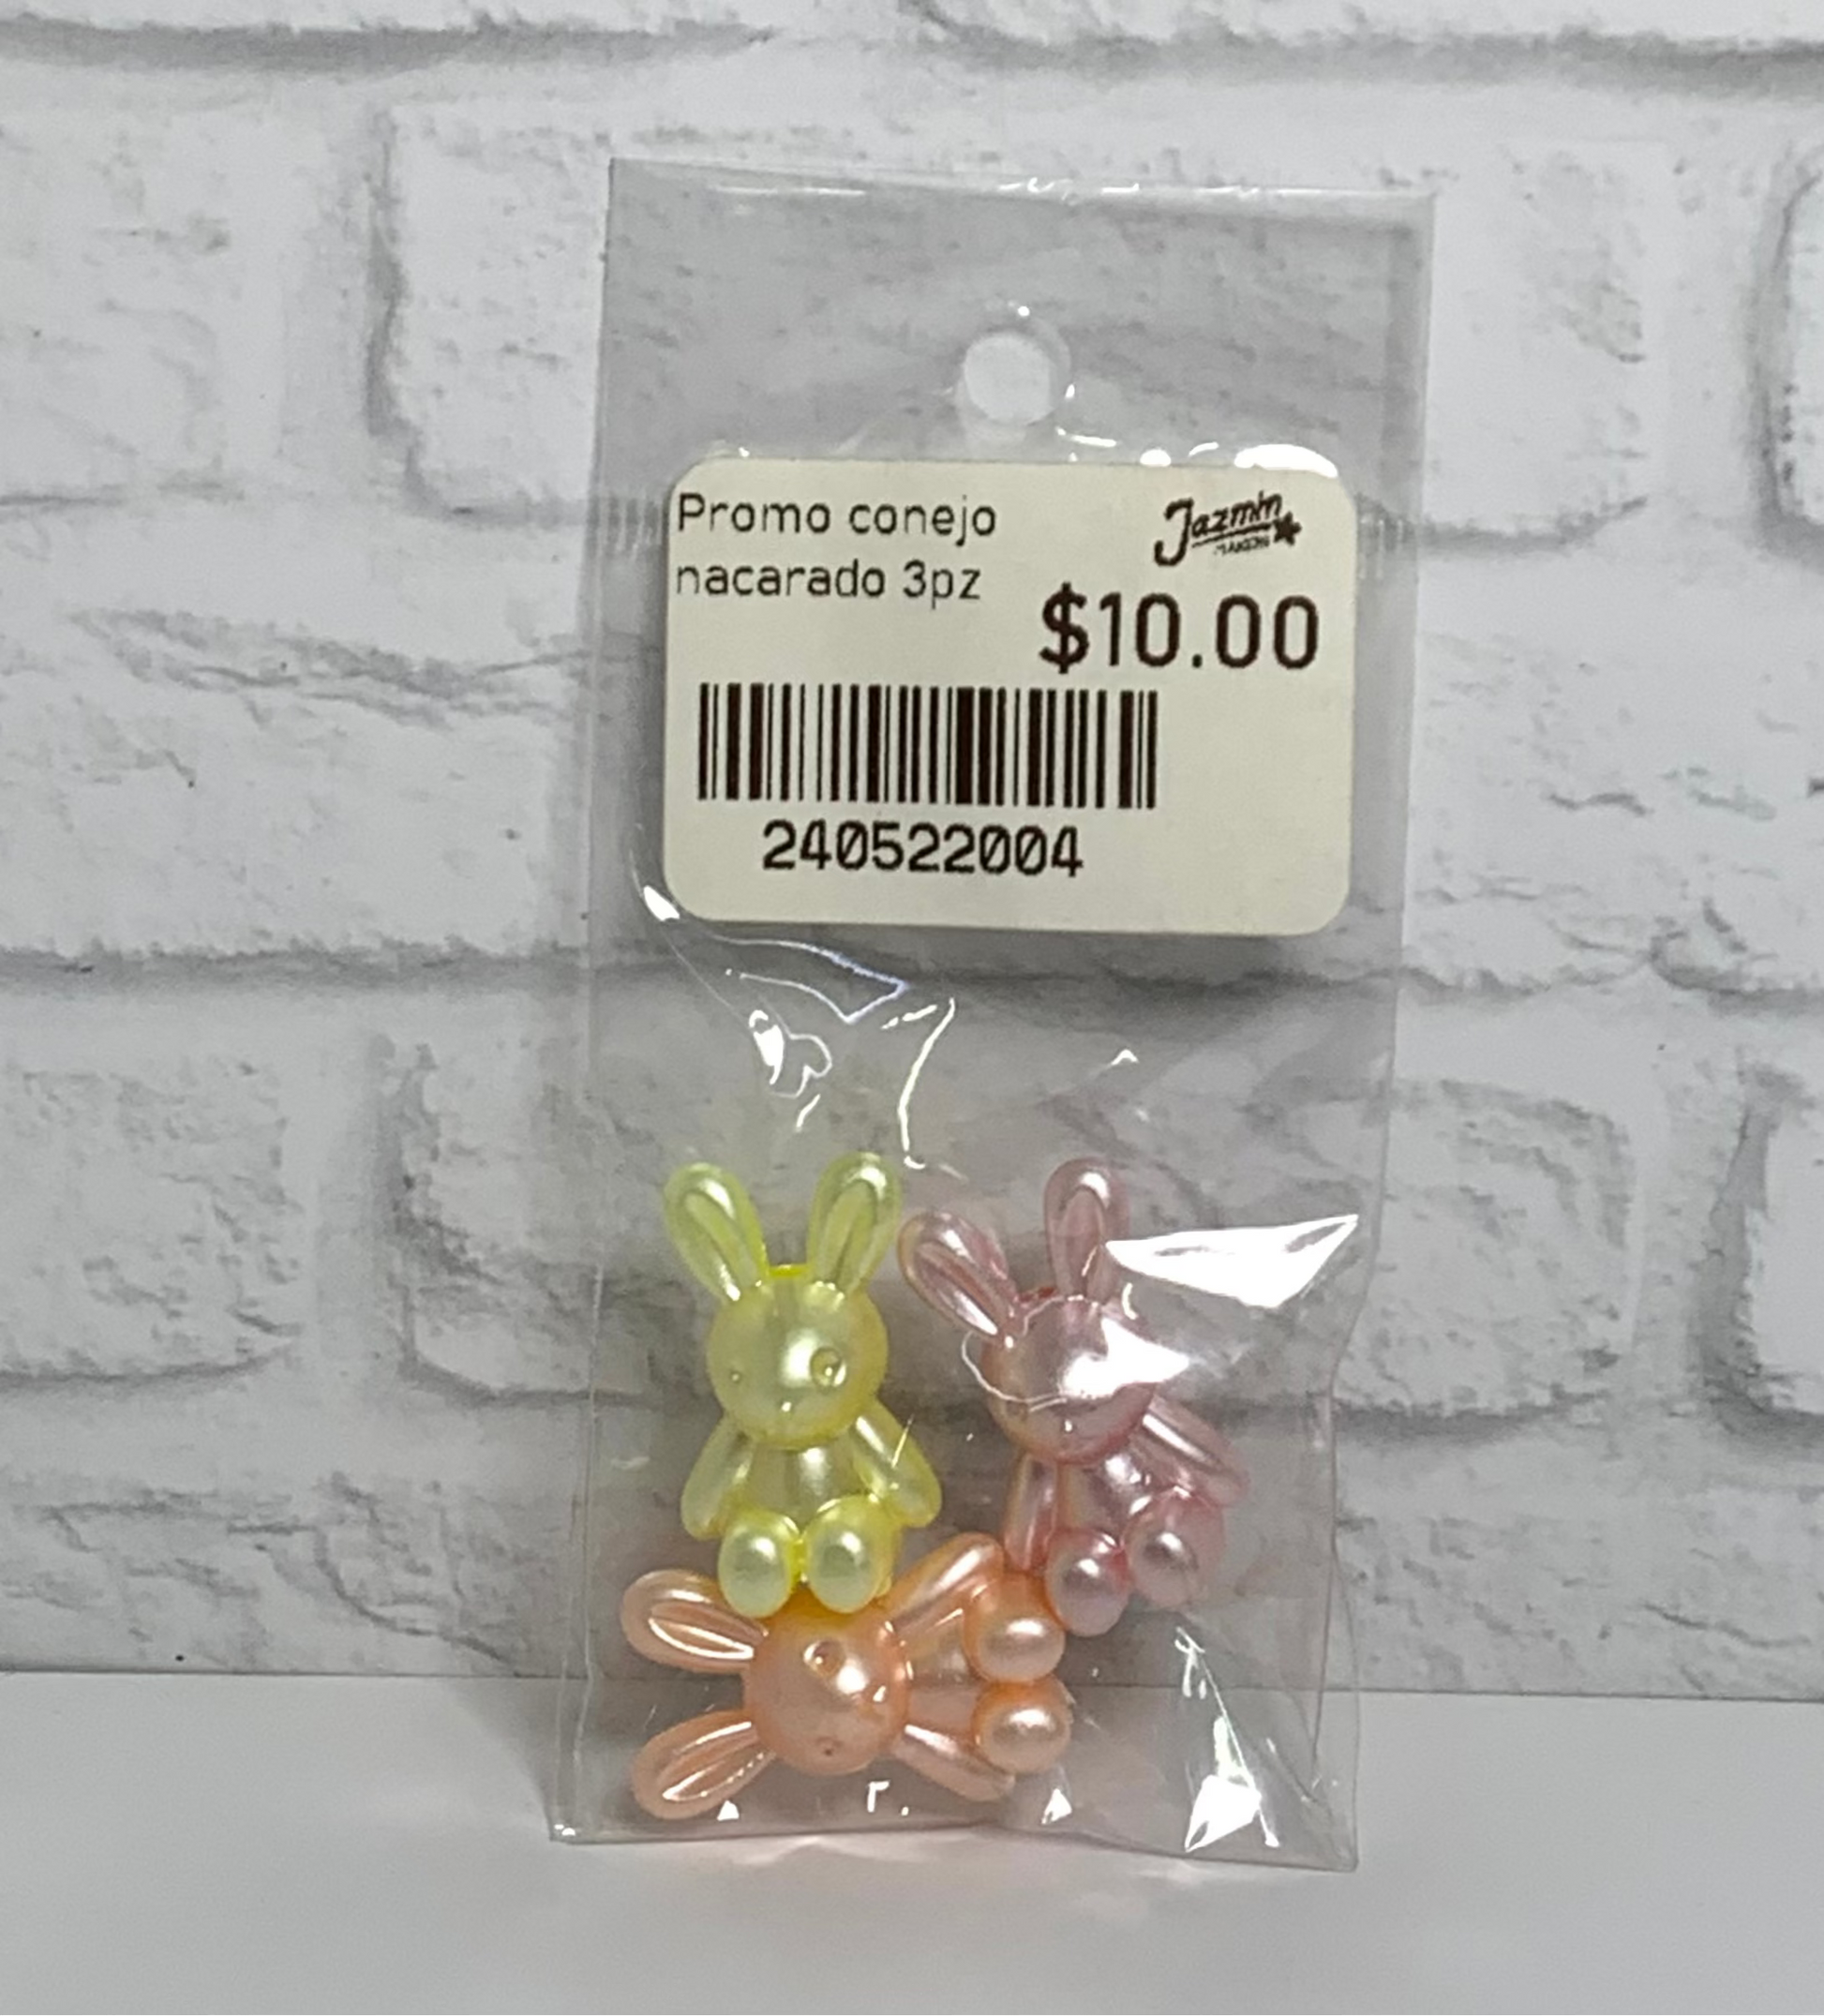 Promo conejo
nacarado 3pz
Jazmin
$10.00
240522004